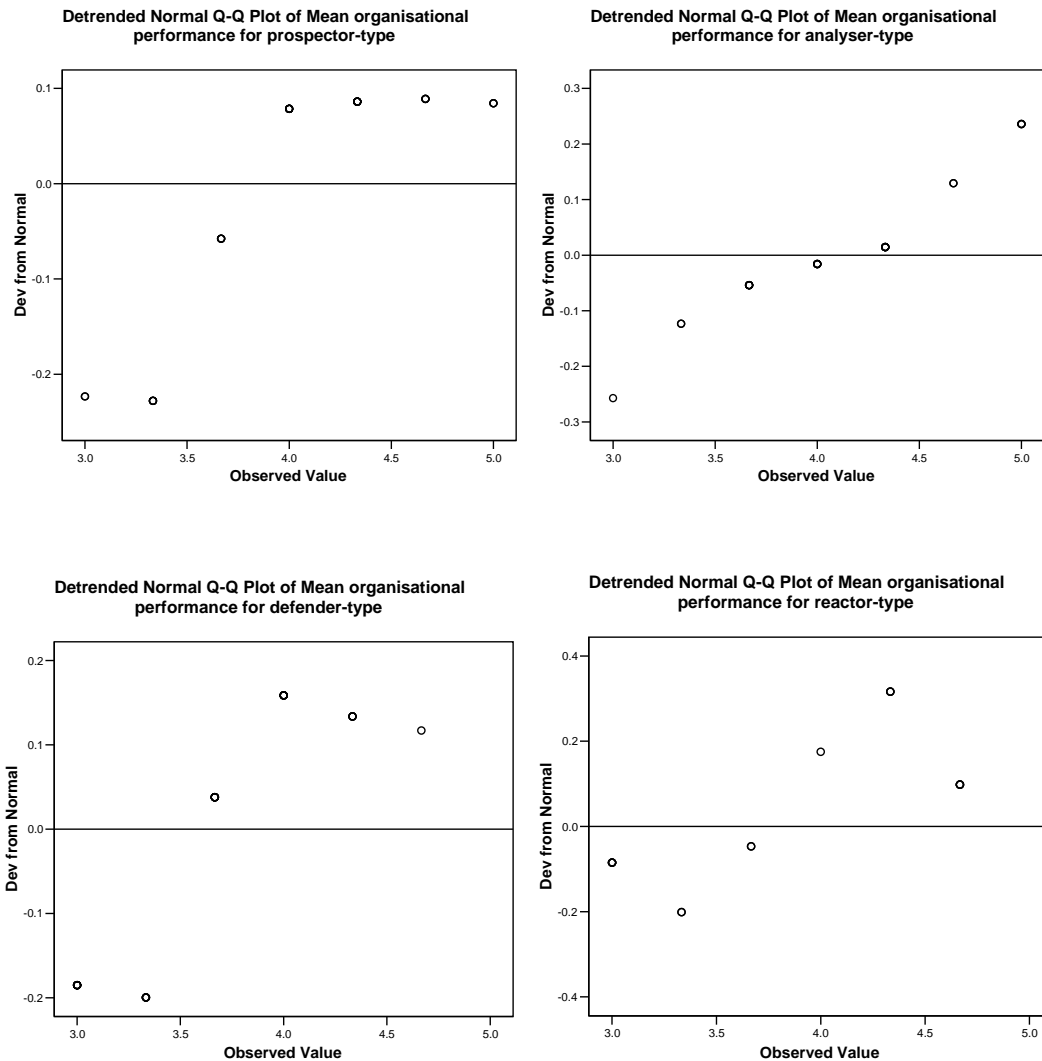 Detrended Normal Q-Q Plot of Mean organisational
performance for prospector-type
0.1
0.0
-0.1
-0.2
Dev from Normal
3.0 3.5 4.0 4.5 5.0
Observed Value
Detrended Normal Q-Q Plot of Mean organisational
performance for analyser-type
0.3
0.2
0.1
0.0
-0.1
-0.2
-0.3
Dev from Normal
3.0 3.5 4.0 4.5 5.0
Observed Value
Detrended Normal Q-Q Plot of Mean organisational
performance for defender-type
0.2
0.1
0.0
-0.1
-0.2
Dev from Normal
3.0 3.5 4.0 4.5 5.0
Observed Value
Detrended Normal Q-Q Plot of Mean organisational
performance for reactor-type
0.4
0.2
0.0
-0.2
-0.4
Dev from Normal
3.0 3.5 4.0 4.5 5.0
Observed Value